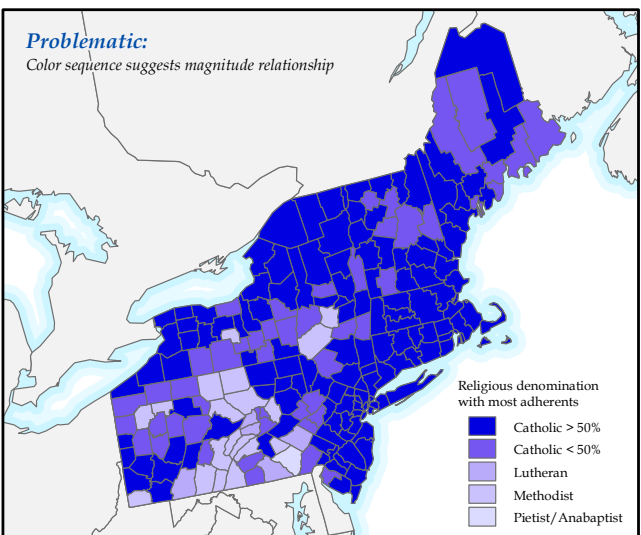 Problematic:
Color sequence suggests magnitude relationship
Religious denomination
with most adherents
Catholic > 50%
Catholic < 50%
Lutheran
Methodist
Pietist/Anabaptist